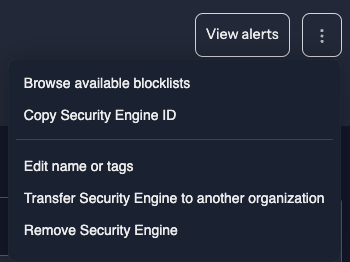 View alerts
Browse available blocklists
Copy Security Engine ID
Edit name or tags
Transfer Security Engine to another organization
Remove Security Engine